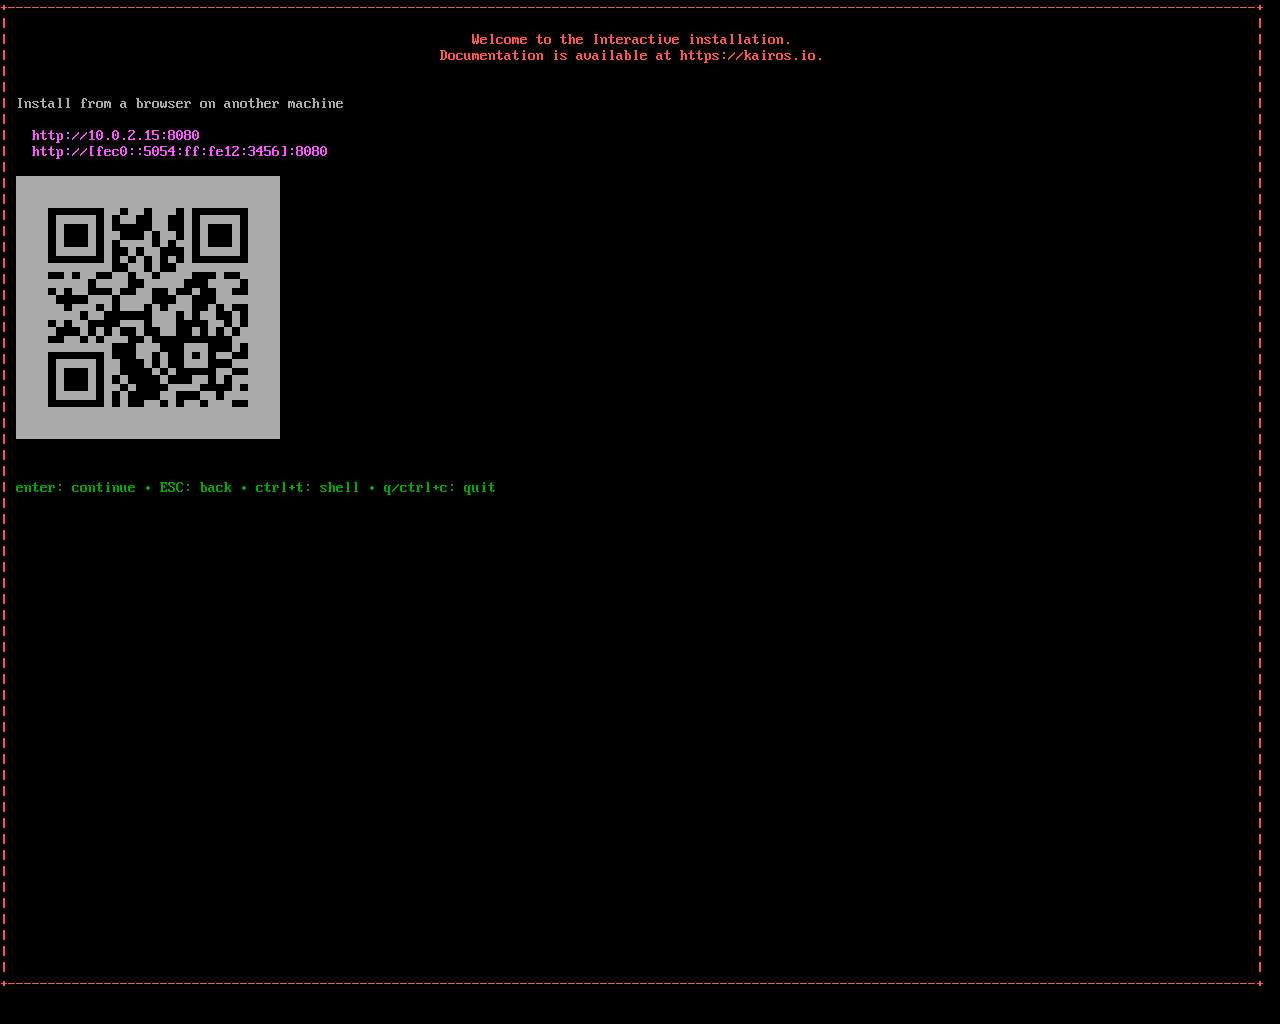 Welcome to the Interactive installation.
Documentation is available at https://kairos.io.
Install from a browser on another machine
http://10.0.2.15:8080
http://[fec0::5054:ff:fe12:3456]:8080
enter: continue • ESC: back • ctrl+t: shell • q/ctrl+c: quit